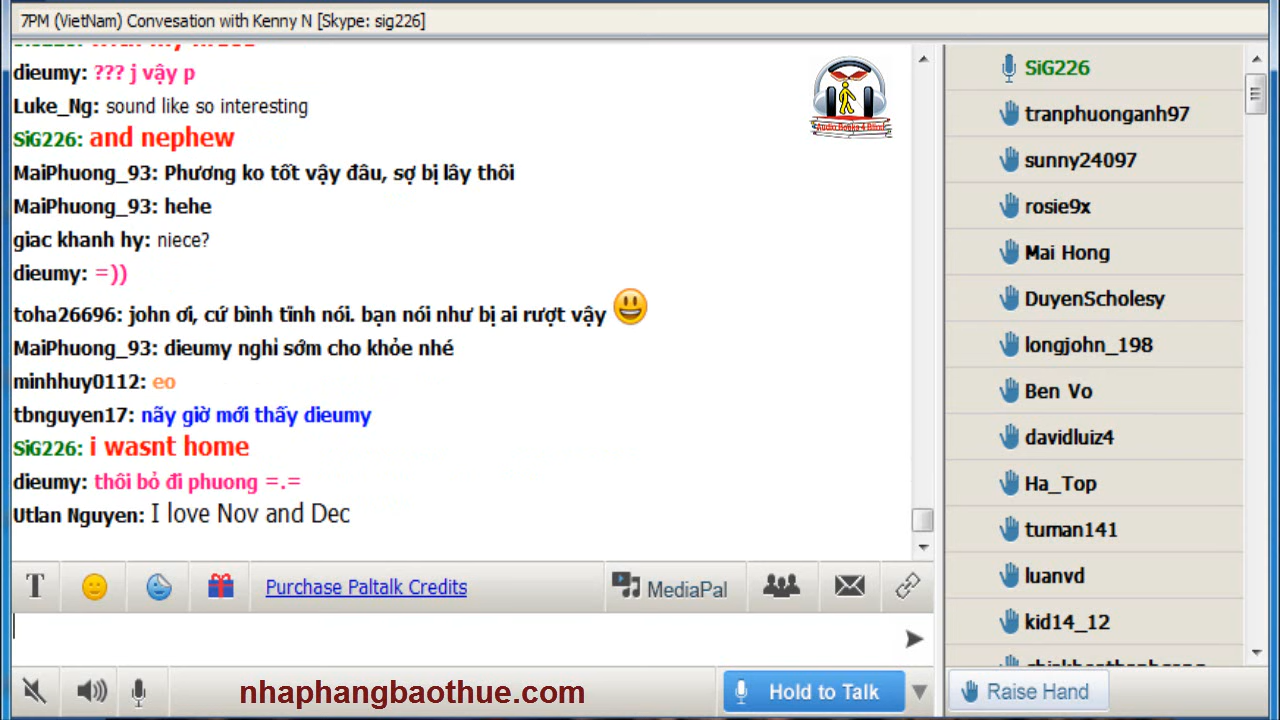 7PM (VietNam) Convesation with Kenny N [Skype: sig226]
dieumy: ??? j vậy p
Luke_Ng: sound like so interesting
SiG226: and nephew
MaiPhuong_93: Phương ko tốt vậy đâu, sợ bị lây thôi
MaiPhuong_93: hehe
giac khanh hy: niece?
dieumy: =))
toha26696: john ơi, cứ bình tĩnh nói. bạn nói như bị ai rượt vậy
MaiPhuong_93: dieumy nghỉ sớm cho khỏe nhé
minhhuy0112: eo
tbnguyen17: nãy giờ mới thấy dieumy
SiG226: i wasnt home
dieumy: thôi bỏ đi phuong =.=
Utlan Nguyen: I love Nov and Dec
T
Purchase Paltalk Credits
MediaPal
nhaphangbaothue.com
Hold to Talk
SiG226
tranphuonganh97
sunny24097
rosie9x
Mai Hong
DuyenScholesy
longjohn_198
Ben Vo
davidluiz4
Ha_Top
tuman141
luanvd
kid14_12
Raise Hand